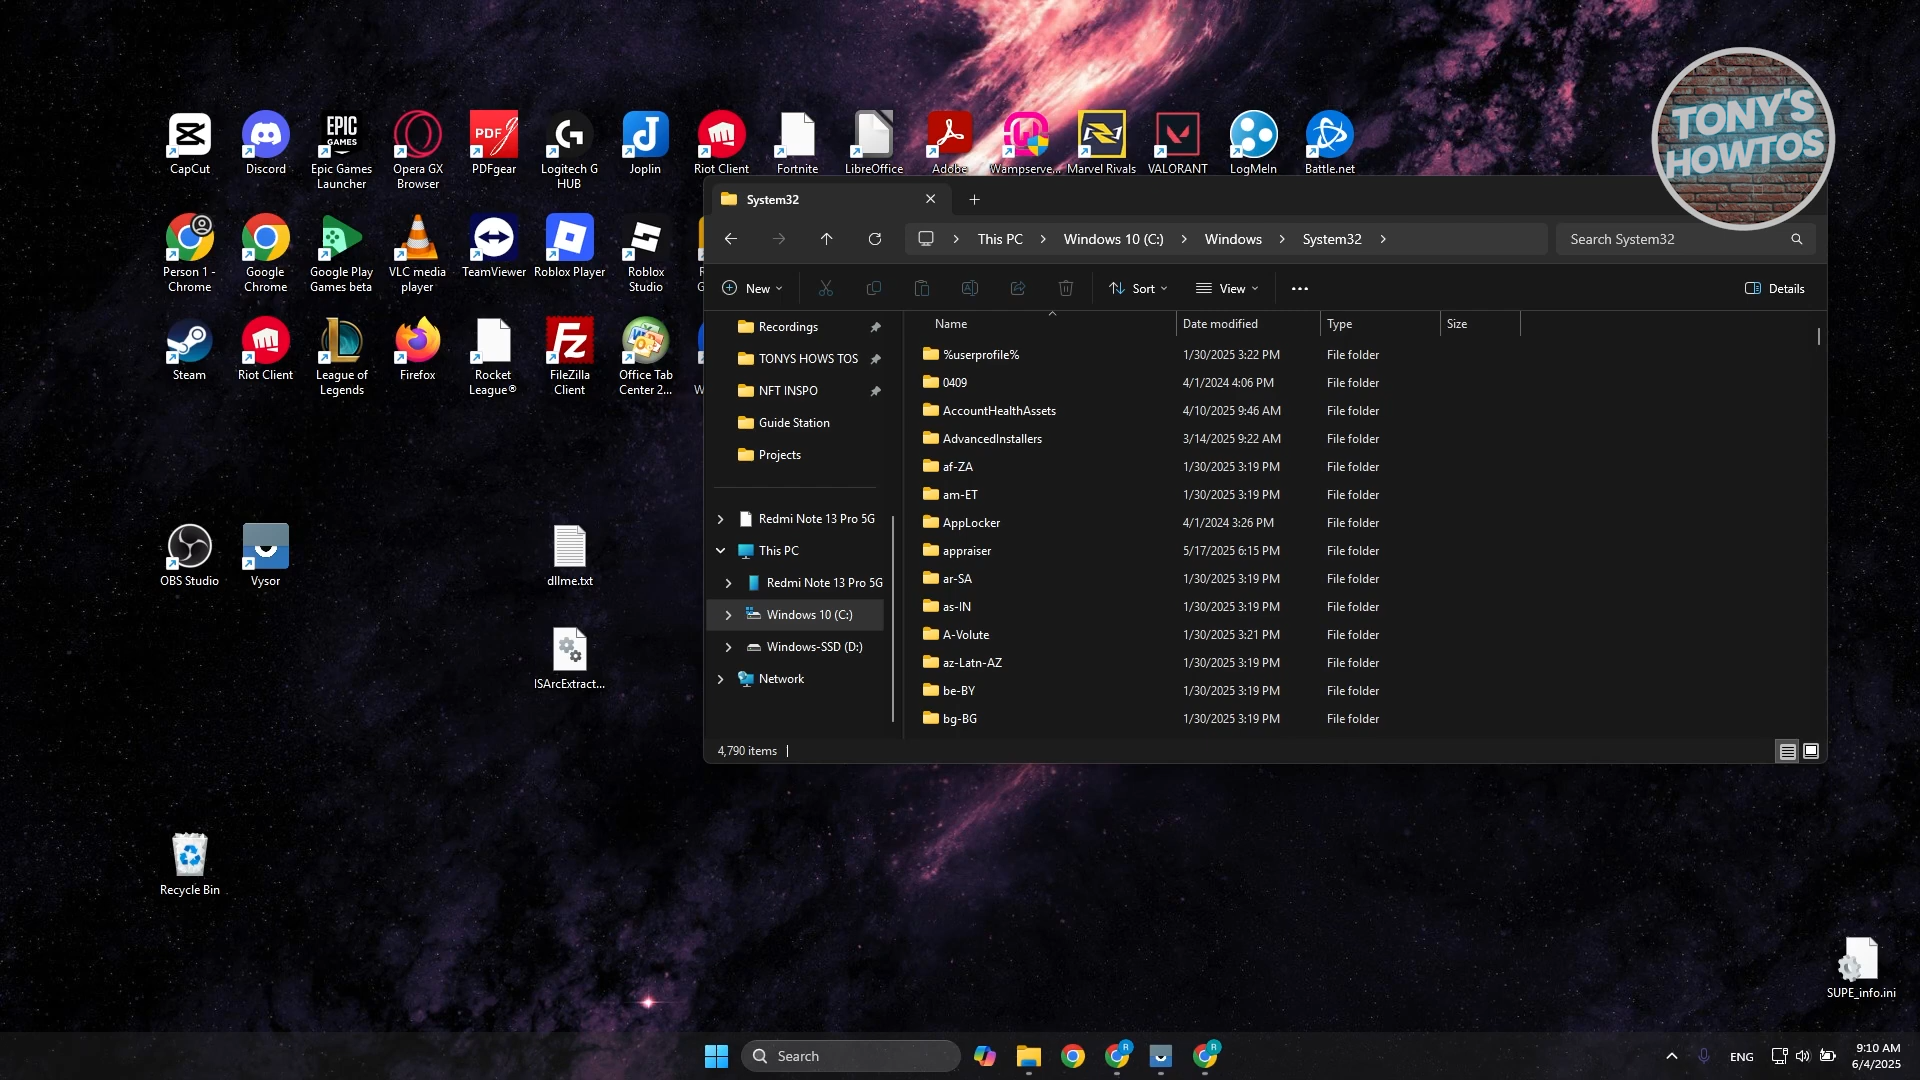 TONY'S
HOWTOS
CapCut
Discord
Epic Games
Launcher
Opera GX
Browser
PDFgear
Logitech G
HUB
Joplin
Riot Client
Fortnite
LibreOffice
Adobe
Wampserve...
Marvel Rivals
VALORANT
LogMeIn
Battle.net
EPIC
GAMES
PDF
Person 1 -
Chrome
Google
Chrome
Google Play
Games beta
VLC media
player
TeamViewer
Roblox Player
Roblox
Studio
Steam
Riot Client
League of
Legends
Firefox
Rocket
League®
FileZilla
Client
Office Tab
Center 2...
OBS Studio
Vysor
dllme.txt
ISArcExtract...
Recycle Bin
SUPE_info.ini
System32
This PC
Windows 10 (C:)
Windows
System32
Search System32
New
Sort
View
Details
Recordings
TONYS HOWS TOS
NFT INSPO
Guide Station
Projects
Redmi Note 13 Pro 5G
This PC
Redmi Note 13 Pro 5G
Windows 10 (C:)
Windows-SSD (D:)
Network
Name Date modified Type Size
%userprofile% 1/30/2025 3:22 PM File folder
0409 4/1/2024 4:06 PM File folder
AccountHealthAssets 4/10/2025 9:46 AM File folder
AdvancedInstallers 3/14/2025 9:22 AM File folder
af-ZA 1/30/2025 3:19 PM File folder
am-ET 1/30/2025 3:19 PM File folder
AppLocker 4/1/2024 3:26 PM File folder
appraiser 5/17/2025 6:15 PM File folder
ar-SA 1/30/2025 3:19 PM File folder
as-IN 1/30/2025 3:19 PM File folder
A-Volute 1/30/2025 3:21 PM File folder
az-Latn-AZ 1/30/2025 3:19 PM File folder
be-BY 1/30/2025 3:19 PM File folder
bg-BG 1/30/2025 3:19 PM File folder
4,790 items
Search
ENG
9:10 AM
6/4/2025